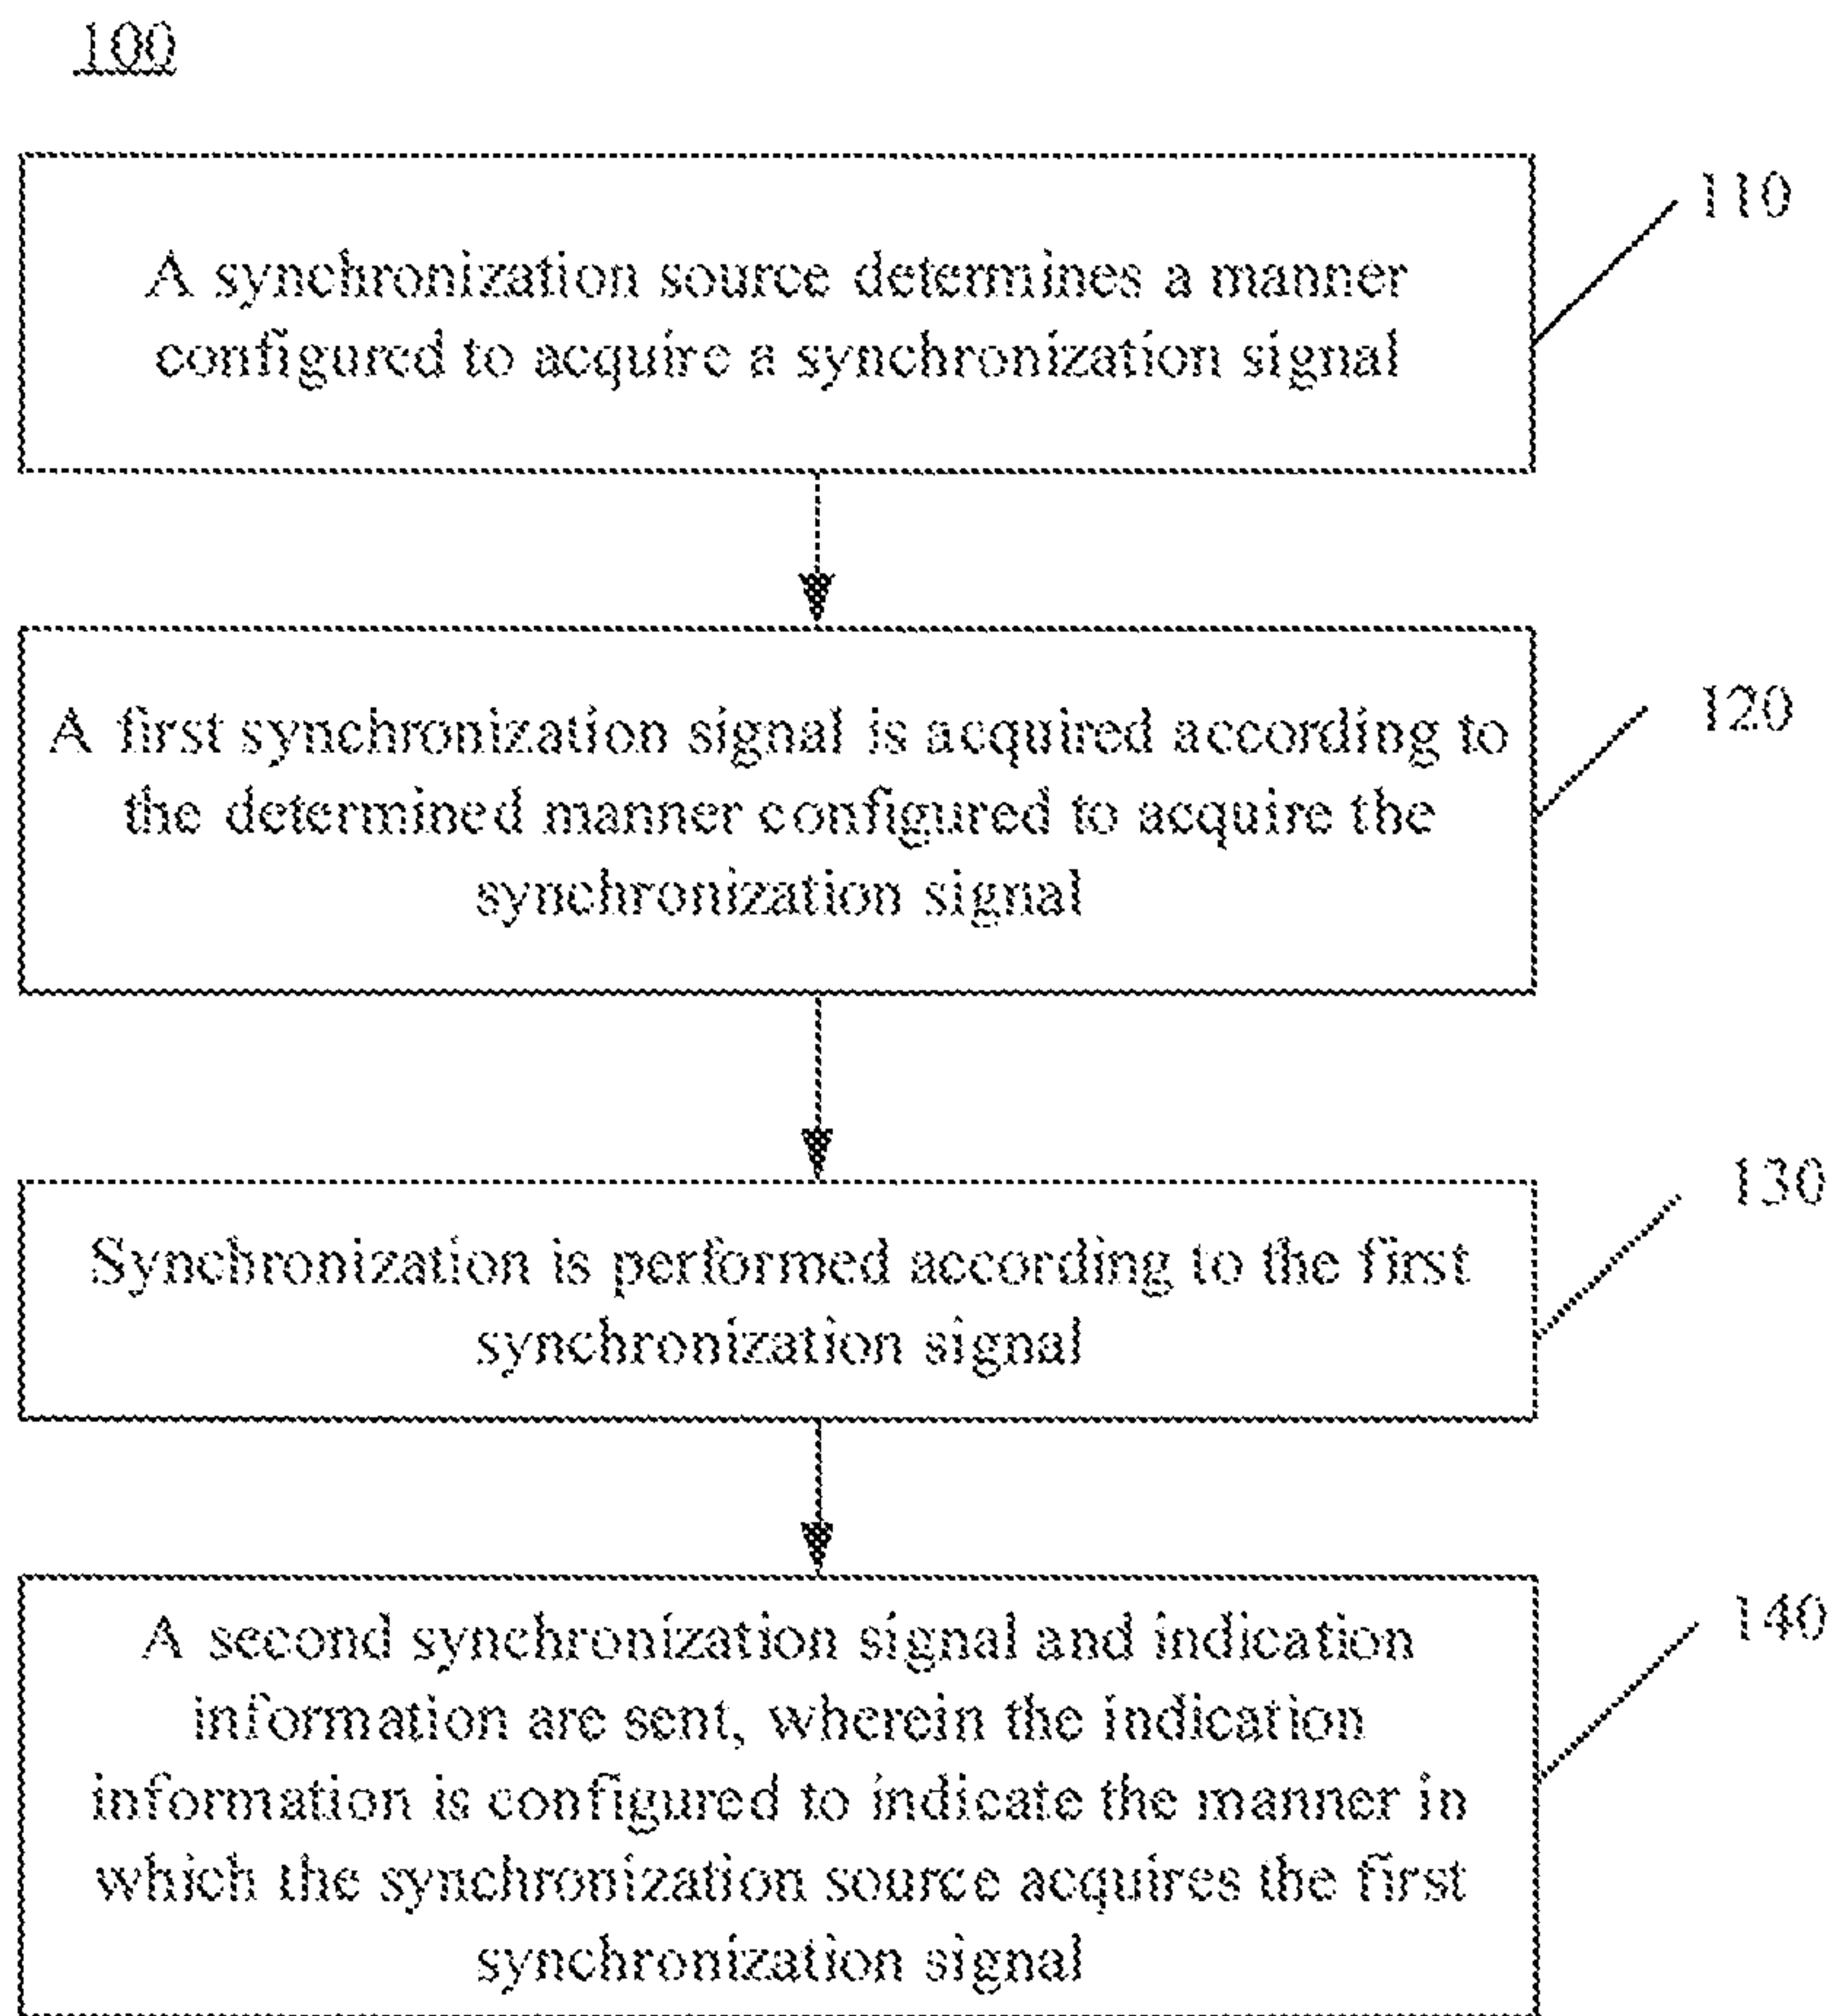 100
110
A synchronization source determines a manner
configured to acquire a synchronization signal
120
A first synchronization signal is acquired according to
the determined manner configured to acquire the
synchronization signal
130
Synchronization is performed according to the first
synchronization signal
140
A second synchronization signal and indication
information are sent, wherein the indication
information is configured to indicate the manner in
which the synchronization source acquires the first
synchronization signal